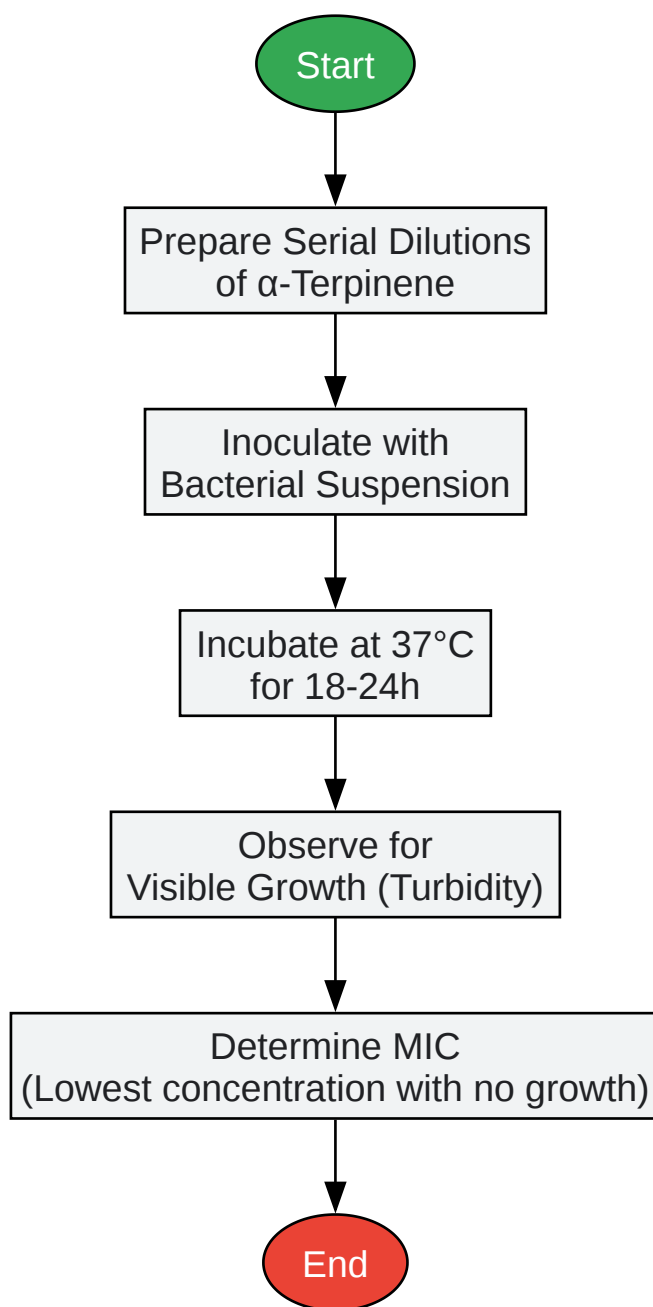 Start
Prepare Serial Dilutions
of α-Terpinene
Inoculate with
Bacterial Suspension
Incubate at 37°C
for 18-24h
Observe for
Visible Growth (Turbidity)
Determine MIC
(Lowest concentration with no growth)
End